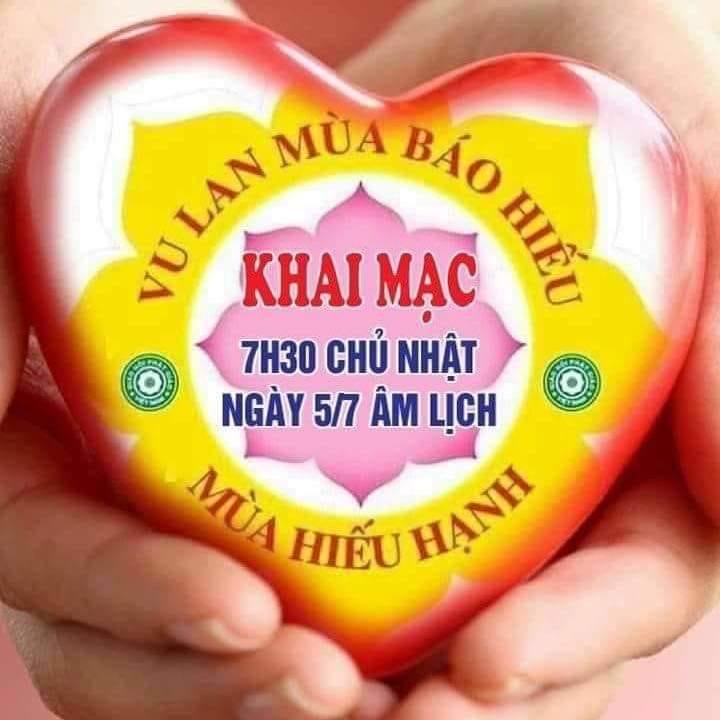 VU LAN MÙA BÁO HIẾU
KHAI MẠC
7H30 CHỦ NHẬT
NGÀY 5/7 ÂM LỊCH
MÙA HIẾU HẠNH